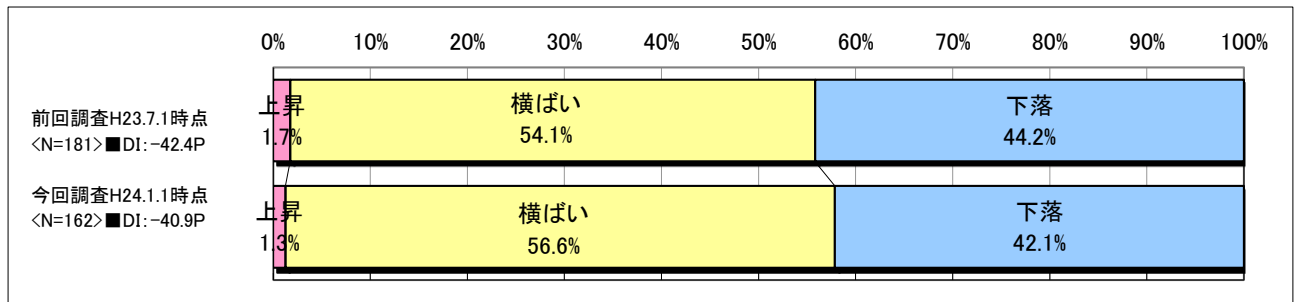 0% 10% 20% 30% 40% 50% 60% 70% 80% 90% 100%
前回調査H23.7.1時点
<N=181>■DI:-42.4P
上昇
1.7%
横ばい
54.1%
下落
44.2%
今回調査H24.1.1時点
<N=162>■DI:-40.9P
上昇
1.3%
横ばい
56.6%
下落
42.1%